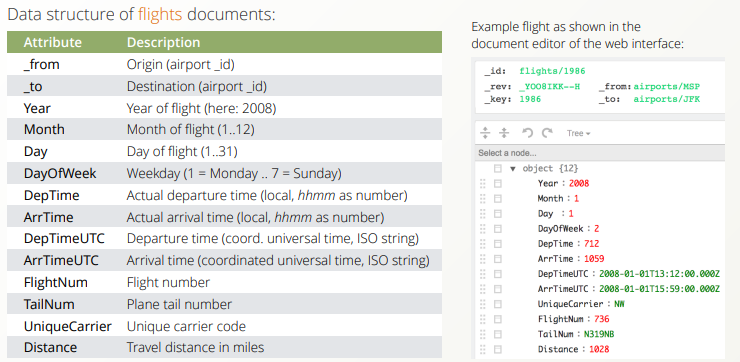 Data structure of flights documents:
Attribute Description
_from Origin (airport _id)
_to Destination (airport _id)
Year Year of flight (here: 2008)
Month Month of flight (1..12)
Day Day of flight (1..31)
DayOfWeek Weekday (1 = Monday .. 7 = Sunday)
DepTime Actual departure time (local, hhmm as number)
ArrTime Actual arrival time (local, hhmm as number)
DepTimeUTC Departure time (coord. universal time, ISO string)
ArrTimeUTC Arrival time (coordinated universal time, ISO string)
FlightNum Flight number
TailNum Plane tail number
UniqueCarrier Unique carrier code
Distance Travel distance in miles
Example flight as shown in the
document editor of the web interface:
_id: flights/1986
_rev: _YOO8IKK--H _from: airports/MSP
_key: 1986 _to: airports/JFK
Tree
Select a node...
object {12}
Year : 2008
Month : 1
Day : 1
DayOfWeek : 2
DepTime : 712
ArrTime : 1059
DepTimeUTC : 2008-01-01T13:12:00.000Z
ArrTimeUTC : 2008-01-01T15:59:00.000Z
UniqueCarrier : NW
FlightNum : 736
TailNum : N319NB
Distance : 1028